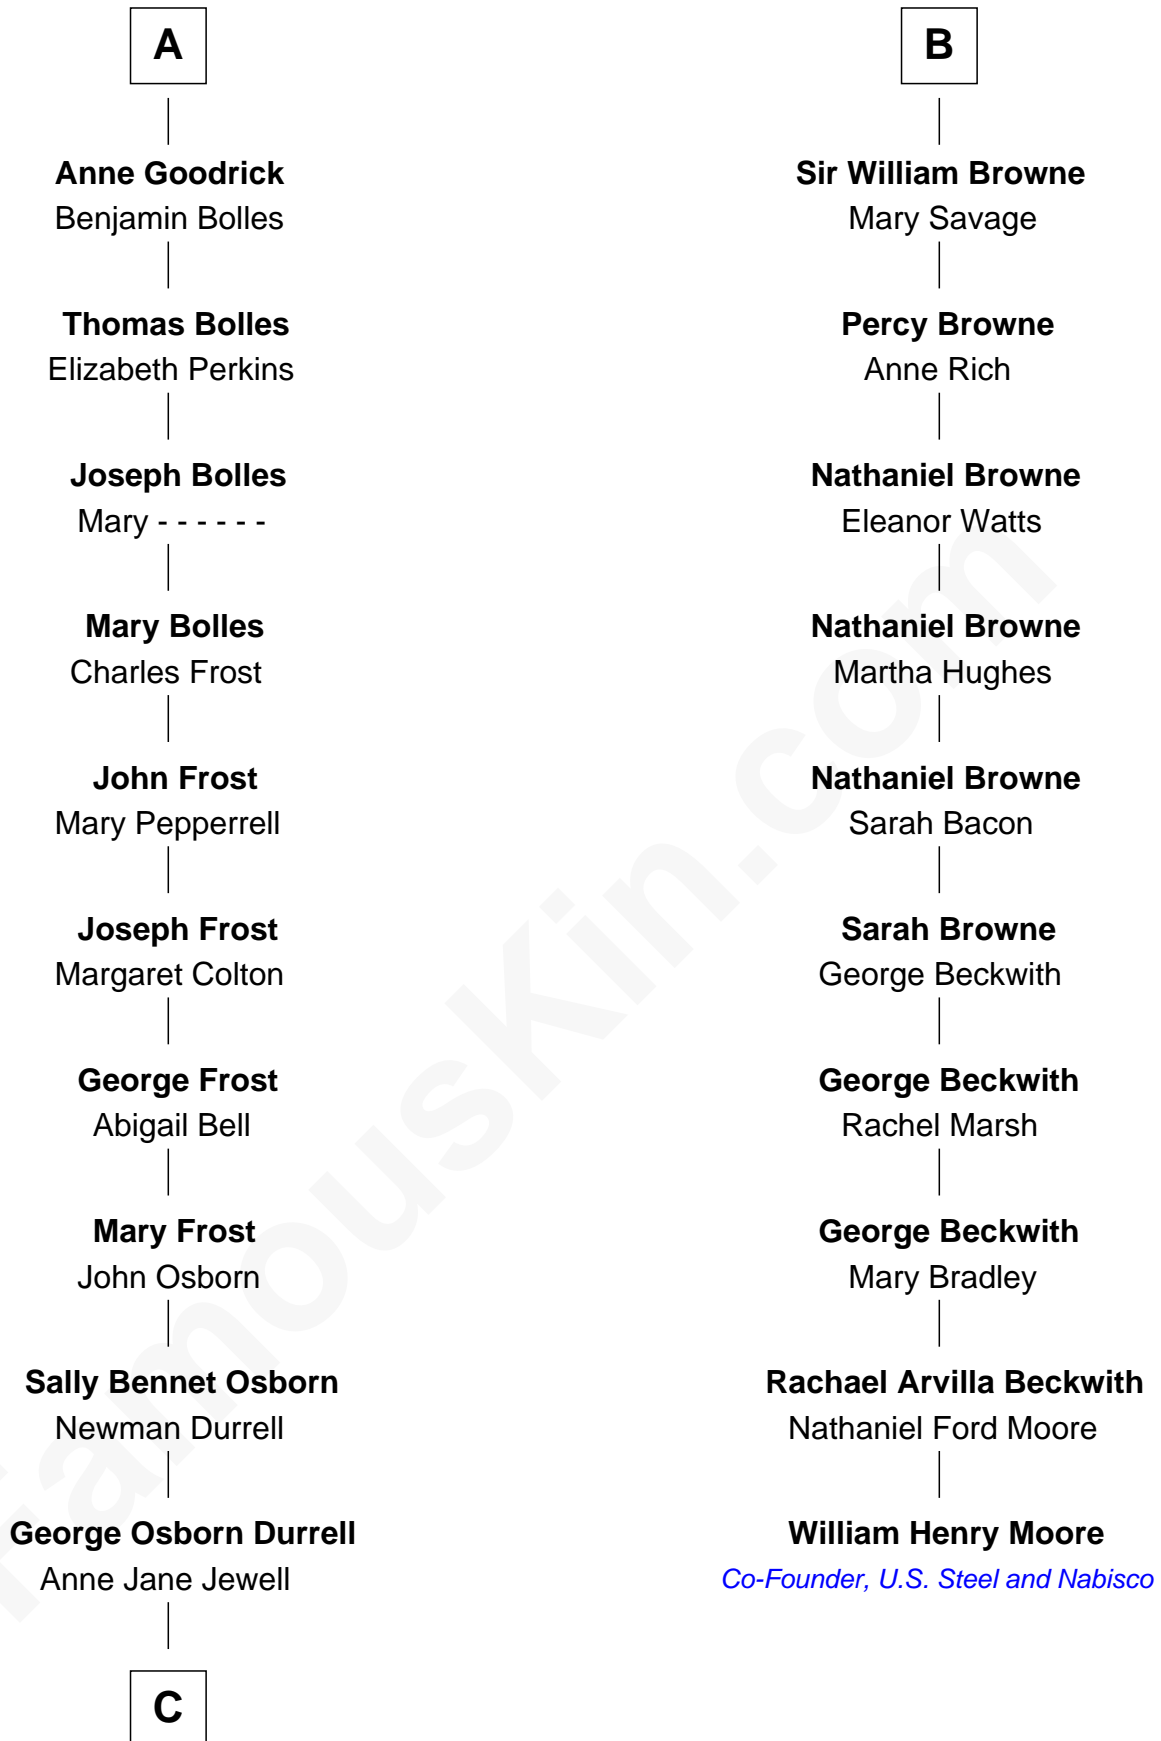 A
Anne Goodrick
Benjamin Bolles
Thomas Bolles
Elizabeth Perkins
Joseph Bolles
Mary - - - - - -
Mary Bolles
Charles Frost
John Frost
Mary Pepperrell
Joseph Frost
Margaret Colton
George Frost
Abigail Bell
Mary Frost
John Osborn
Sally Bennet Osborn
Newman Durrell
George Osborn Durrell
Anne Jane Jewell
C
B
Sir William Browne
Mary Savage
Percy Browne
Anne Rich
Nathaniel Browne
Eleanor Watts
Nathaniel Browne
Martha Hughes
Nathaniel Browne
Sarah Bacon
Sarah Browne
George Beckwith
George Beckwith
Rachel Marsh
George Beckwith
Mary Bradley
Rachael Arvilla Beckwith
Nathaniel Ford Moore
William Henry Moore
Co-Founder, U.S. Steel and Nabisco
FamousKin.com